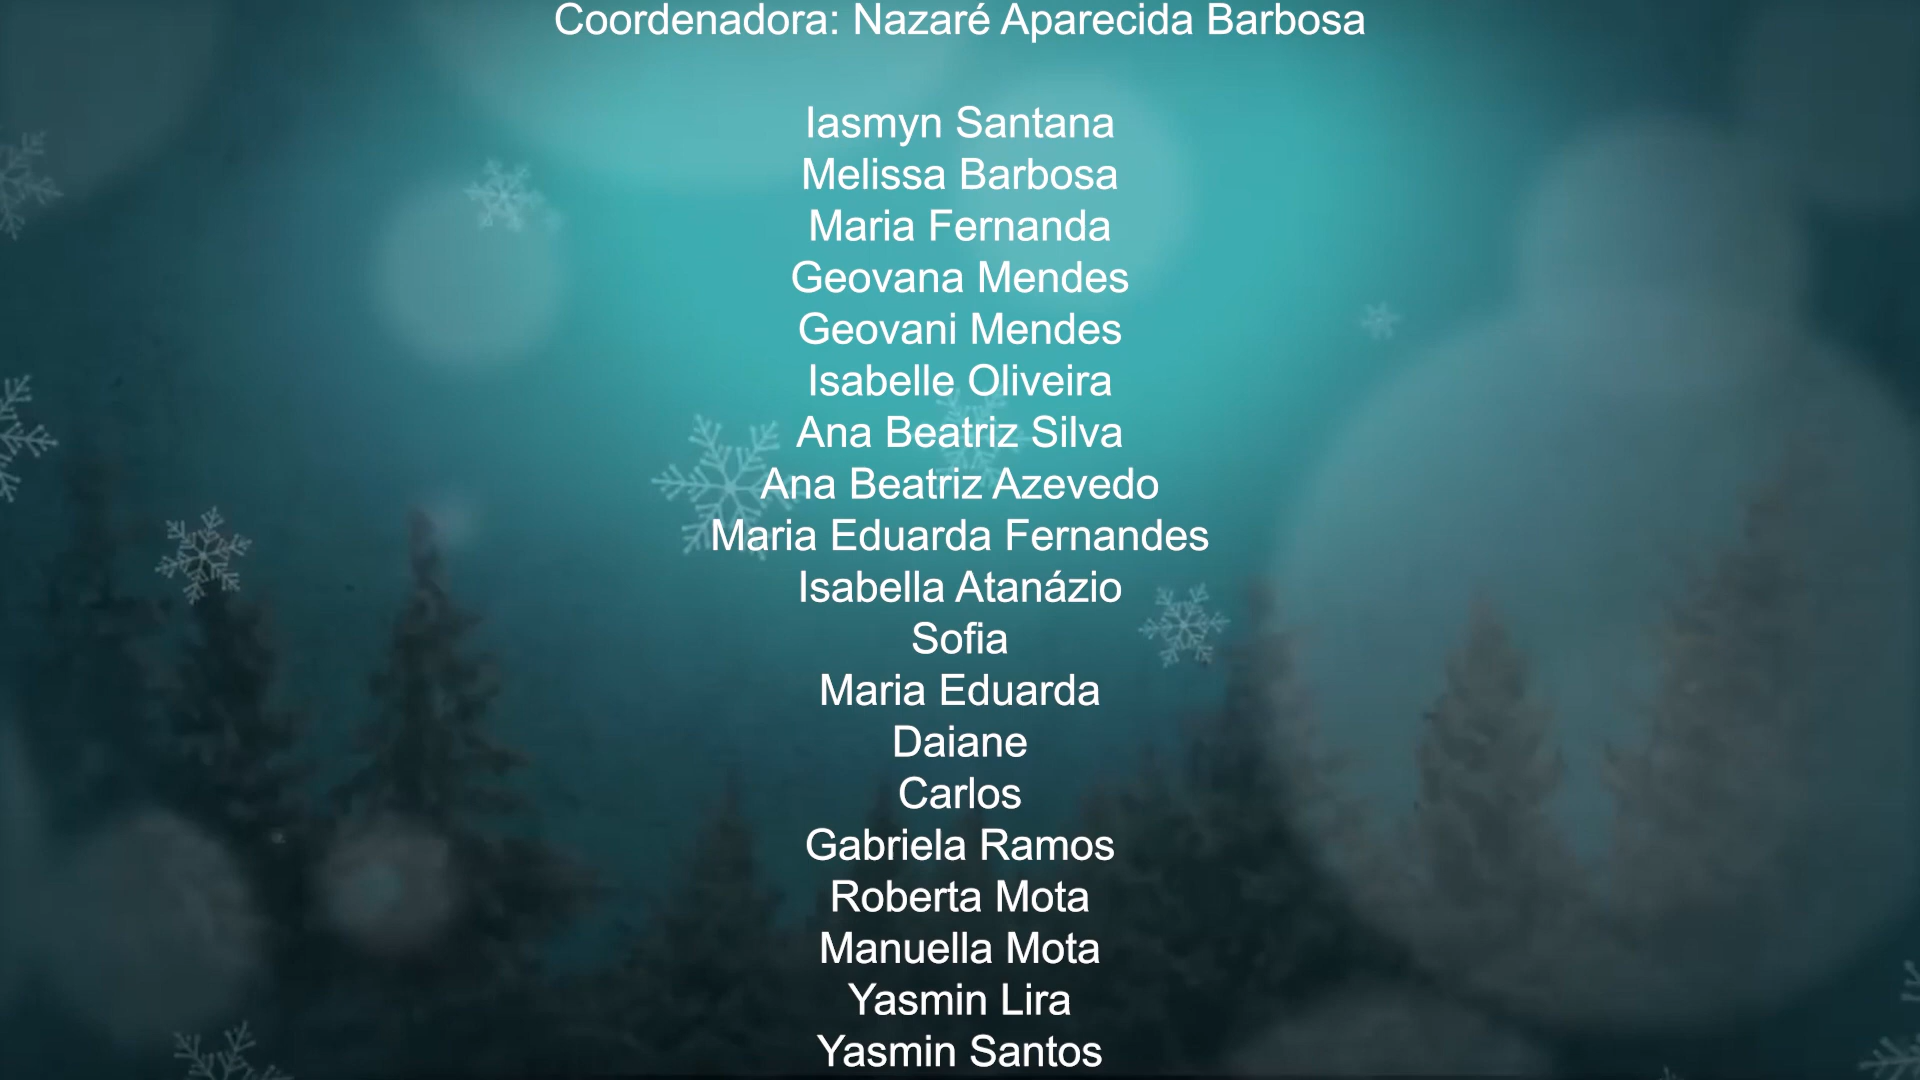 Coordenadora: Nazaré Aparecida Barbosa
Iasmyn Santana
Melissa Barbosa
Maria Fernanda
Geovana Mendes
Geovani Mendes
Isabelle Oliveira
Ana Beatriz Silva
Ana Beatriz Azevedo
Maria Eduarda Fernandes
Isabella Atanázio
Sofia
Maria Eduarda
Daiane
Carlos
Gabriela Ramos
Roberta Mota
Manuella Mota
Yasmin Lira
Yasmin Santos